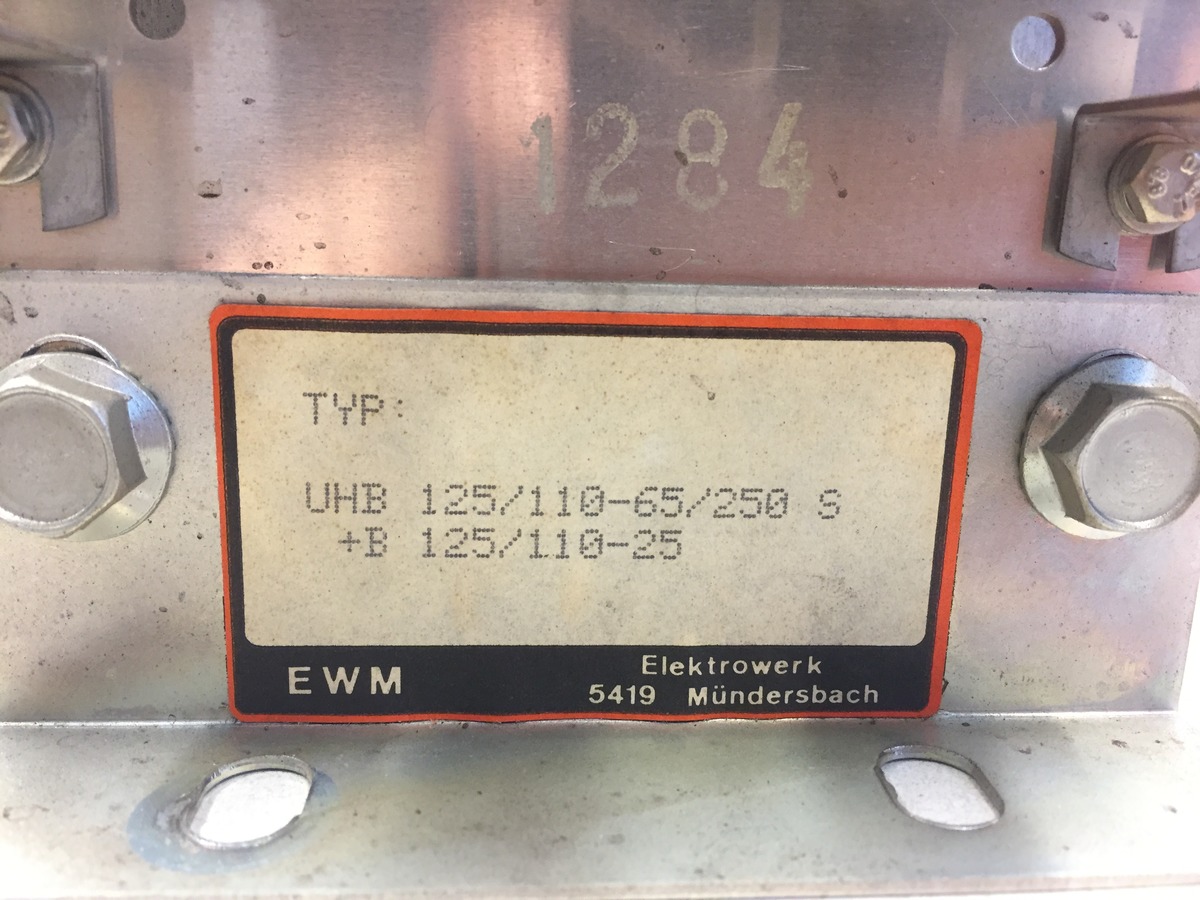 1284
TYP:
UHB 125/110-65/250 S
+B 125/110-25
EWM
Elektrowerk
5419 Mündersbach